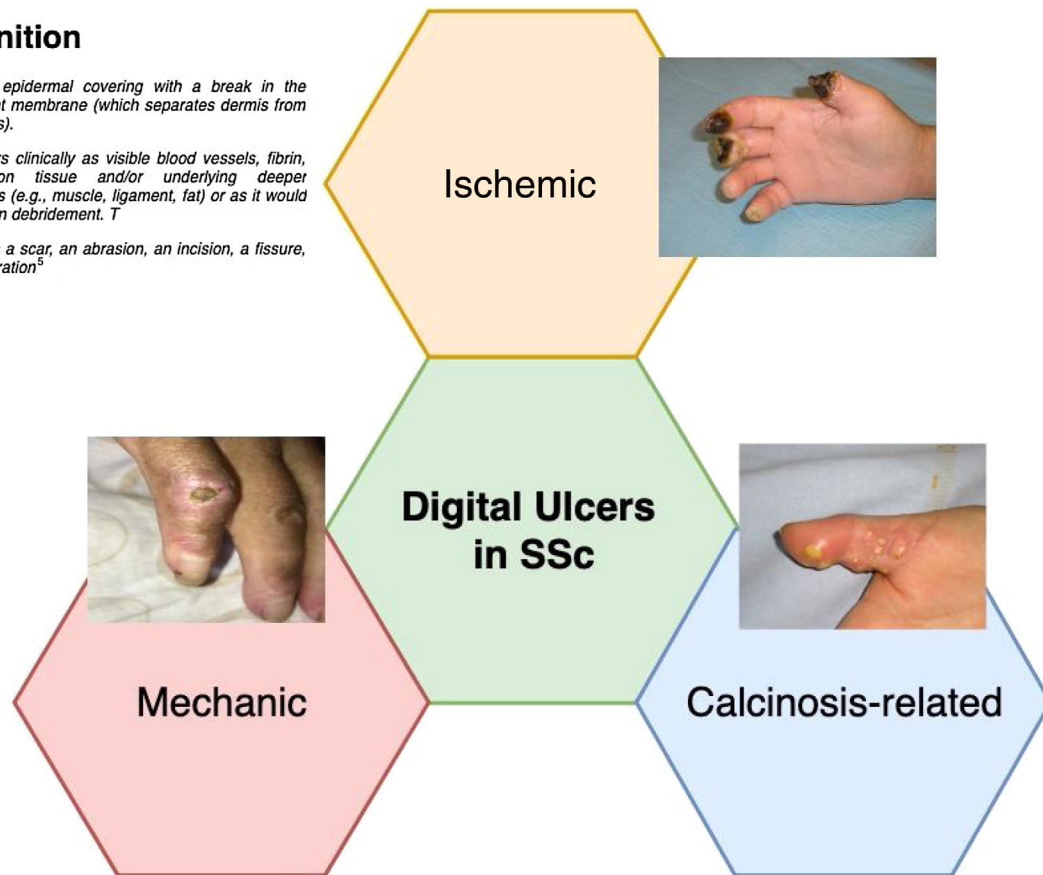 nition
epidermal covering with a break in the
t membrane (which separates dermis from
s).
rs clinically as visible blood vessels, fibrin,
on tissue and/or underlying deeper
s (e.g., muscle, ligament, fat) or as it would
n debridement. T
a scar, an abrasion, an incision, a fissure,
ration⁵
Ischemic
Digital Ulcers
in SSc
Mechanic
Calcinosis-related